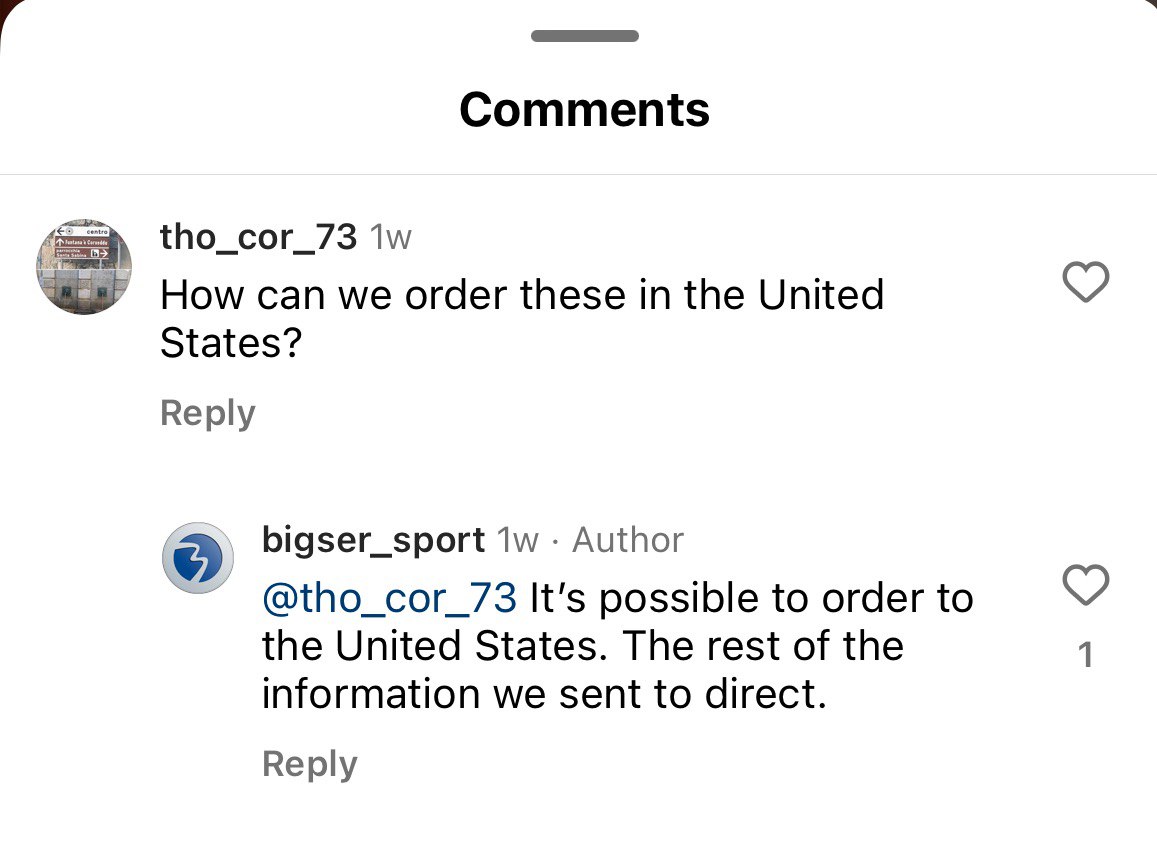 Comments
tho_cor_73 1w
centro
Fontana's Coreddu
parrocchia
Santa Sabina
How can we order these in the United
States?
Reply
bigser_sport 1w · Author
@tho_cor_73 It’s possible to order to
the United States. The rest of the
information we sent to direct.
1
Reply